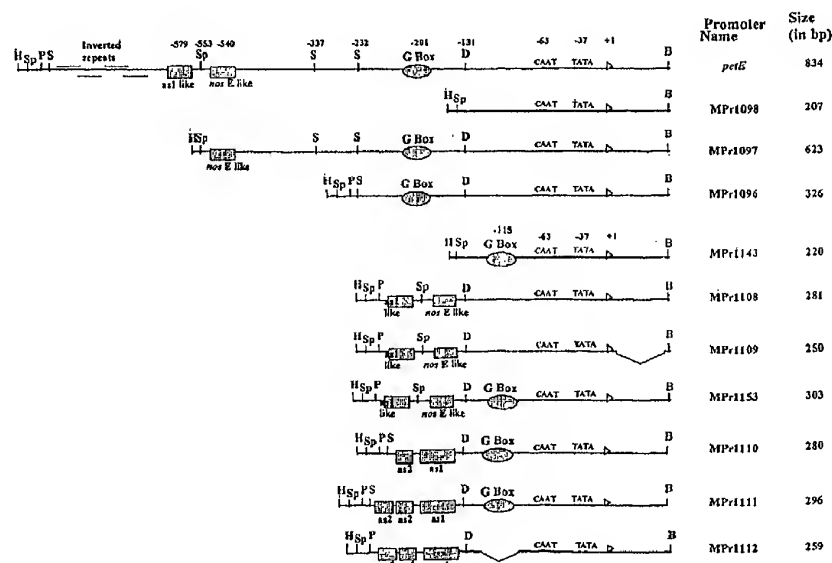 Promoter Name Size (in bp)
-579 -553 -540 -337 -232 -201 -131 -63 -37 +1
H Sp P S Inverted repeats Sp S S G Box D CAAT TATA B petE 834
as1 like nos E like
H Sp CAAT TATA B MPr1098 207
H Sp S S G Box D CAAT TATA B MPr1097 623
nos E like
H Sp P S G Box D CAAT TATA B MPr1096 326
-115 -63 -37 +1
H Sp G Box CAAT TATA B MPr1143 220
H Sp P Sp D CAAT TATA B MPr1108 281
like nos E like
H Sp P Sp D CAAT TATA B MPr1109 250
like nos E like
H Sp P Sp D G Box CAAT TATA B MPr1153 303
like nos E like
H Sp P S D G Box CAAT TATA B MPr1110 280
as2 as1
H Sp P S D G Box CAAT TATA B MPr1111 296
as2 as2 as1
H Sp P D CAAT TATA B MPr1112 259